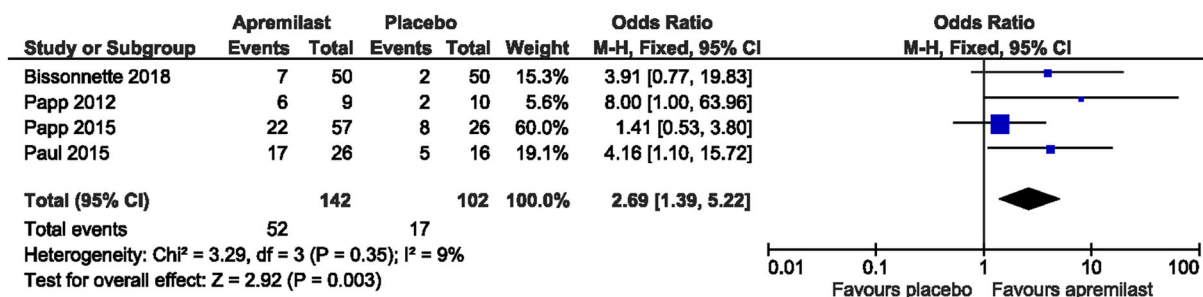 Apremilast Placebo Odds Ratio Odds Ratio
Study or Subgroup Events Total Events Total Weight M-H, Fixed, 95% CI M-H, Fixed, 95% CI
Bissonnette 2018 7 50 2 50 15.3% 3.91 [0.77, 19.83]
Papp 2012 6 9 2 10 5.6% 8.00 [1.00, 63.96]
Papp 2015 22 57 8 26 60.0% 1.41 [0.53, 3.80]
Paul 2015 17 26 5 16 19.1% 4.16 [1.10, 15.72]
Total (95% CI) 142 102 100.0% 2.69 [1.39, 5.22]
Total events 52 17
Heterogeneity: Chi² = 3.29, df = 3 (P = 0.35); I² = 9%
Test for overall effect: Z = 2.92 (P = 0.003)
0.01 0.1 1 10 100
Favours placebo Favours apremilast